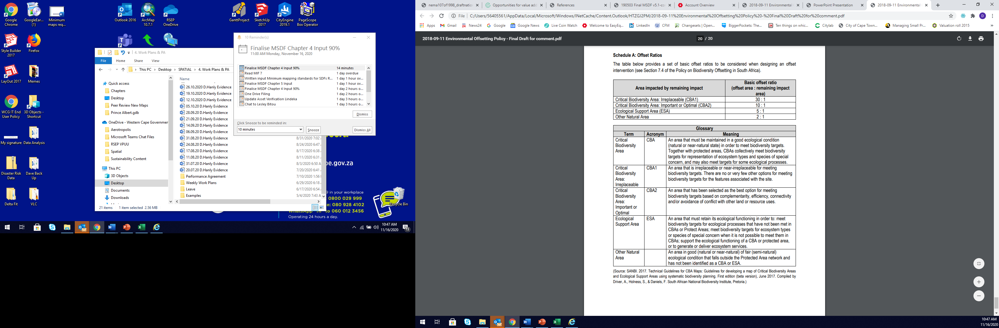 Google Chrome
GoogleEar... (1)
Minimum maps req...
Outlook 2016
ArcMap 10.7.1
RSEP OneDrive
GanttProject
SketchUp 2017
CityEngine 2019.1
PageScope Box Operator
Style Builder 2017
Firefox
LayOut 2017
Memes
WCG IT End User Policy
3D Objects - Shortcut
My signature
Data Analysis
Disaster Risk Data
Dave Back Up
Delta Fit
VLC
Recycle Bin
4. Work Plans & PA
File Home Share View
This PC > Desktop > SPATIAL > 4. Work Plans & PA
Quick access
Chapters
Desktop
Peer Review New Maps
Prince Albert.gdb
OneDrive - Western Cape Governmer
Aerotropolis
Microsoft Teams Chat Files
RSEP VPUU
Spatial
Sustainability Content
This PC
3D Objects
Desktop
Documents
Downloads
Name
26.10.2020 D.Hanly Evidence
19.10.2020 D.Hanly Evidence
12.10.2020 D.Hanly Evidence
05.10.20 D.Hanly Evidence
28.09.20 D.Hanly Evidence
21.09.20 D.Hanly Evidence
14.09.20 D.Hanly Evidence
06.09.20 D.Hanly Evidence
31.08.20 D.Hanly Evidence 8/31/2020 7:02
24.08.20 D.Hanly Evidence 8/24/2020 6:47
17.08.20 D.Hanly Evidence 8/17/2020 6:38
11.08.20 D.Hanly Evidence 8/11/2020 6:31
31.07.20 D.Hanly Evidence 8/3/2020 6:50 A
20.07.20 D.Hanly Evidence 7/20/2020 6:41
Performance Agreement 7/10/2020 1:56
Weekly Work Plans 6/29/2020 6:18
Leave 6/17/2020 6:54
Examples 5/4/2020 7:43 A
21 items 1 item selected 2.56 MB
10 Reminder(s)
Finalise MSDF Chapter 4 Input 90%
11:00 AM Monday, November 16, 2020
Finalise MSDF Chapter 4 Input 90% 14 minutes
Read MIF 7 1 day overdue
Written input Minimum mapping standards for SDFs R... 1 day 1 hour ov...
Finalise MSDF Chapter 5 Input 1 day 1 hour ov...
Finalise MSDF Chapter 4 Input 90% 1 day 2 hours o...
One Drive Filing 1 day 2 hours o...
Update Asset Verification Lindeka 1 day 3 hours o...
Chat to Lesley Bitou 1 day 3 hours o...
Dismiss
Click Snooze to be reminded in:
10 minutes Snooze Dismiss All
pe.gov.za
9 in your workplace
: 0800 029 999
e: 080 928 4102
to 060 012 3456
Operating 24 hours a day.
10:47 AM
11/16/2020
13
nema107of1998_draftnation
Opportunities for value add
References
190503 Final MSDF v5.1-co
Account Overview
2018-09-11 Environmental
PowerPoint Presentation
2018-09-11 Environmental
File | C:/Users/56405561/AppData/Local/Microsoft/Windows/INetCache/Content.Outlook/HTZGJ2PM/2018-09-11%20Environmental%20Offsetting%20Policy%20-%20Final%20Draft%20for%20comment.pdf
D
Apps Gmail News24 Google Google News Live Coin Watch Welcome to EasyEq... LinkedIn CFM Changesets | Open... BiggerPockets: The... Ten things on whic... Citylab City of Cape Town... Managing Small Pr... Valuation roll 2015
2018-09-11 Environmental Offsetting Policy - Final Draft for comment.pdf
20 / 20
Schedule A: Offset Ratios
The table below provides a set of basic offset ratios to be considered when designing an offset
intervention (see Section 7.4 of the Policy on Biodiversity Offsetting in South Africa).
Area impacted by remaining impact
Basic offset ratio
(offset area : remaining impact
area)
Critical Biodiversity Area: Irreplaceable (CBA1) 30 : 1
Critical Biodiversity Area: Important or Optimal (CBA2) 10 : 1
Ecological Support Area (ESA) 5 : 1
Other Natural Area 2 : 1
Glossary
Term Acronym Meaning
Critical CBA An area that must be maintained in a good ecological condition
Biodiversity (natural or near-natural state) in order to meet biodiversity targets.
Area Together with protected areas, CBAs collectively meet biodiversity
targets for representation of ecosystem types and species of special
concern, and may also meet targets for some ecological processes.
Critical CBA1 An area that is irreplaceable or near-irreplaceable for meeting
Biodiversity biodiversity targets. There are no or very few other options for meeting
Area: biodiversity targets for the features associated with the site.
Irreplaceable
Critical CBA2 An area that has been selected as the best option for meeting
Biodiversity biodiversity targets based on complementarity, efficiency, connectivity
Area: and/or avoidance of conflict with other land or resource uses.
Important or
Optimal
Ecological ESA An area that must retain its ecological functioning in order to: meet
Support Area biodiversity targets for ecological processes that have not been met in
CBAs or Protect Areas; meet biodiversity targets for ecosystem types
or species of special concern when it is not possible to meet them in
CBAs; support the ecological functioning of a CBA or protected area,
or to generate or deliver ecosystem services.
Other Natural An area in good (natural or near-natural) of fair (semi-natural)
Area ecological condition that falls outside the Protected Area network and
has not been identified as a CBA or ESA.
(Source: SANBI. 2017. Technical Guidelines for CBA Maps: Guidelines for developing a map of Critical Biodiversity Areas
and Ecological Support Areas using systematic biodiversity planning. First edition (beta version), June 2017. Compiled by
Driver, A., Holness, S., & Daniels, F. South African National Biodiversity Institute, Pretoria.)
10:47 AM
11/16/2020